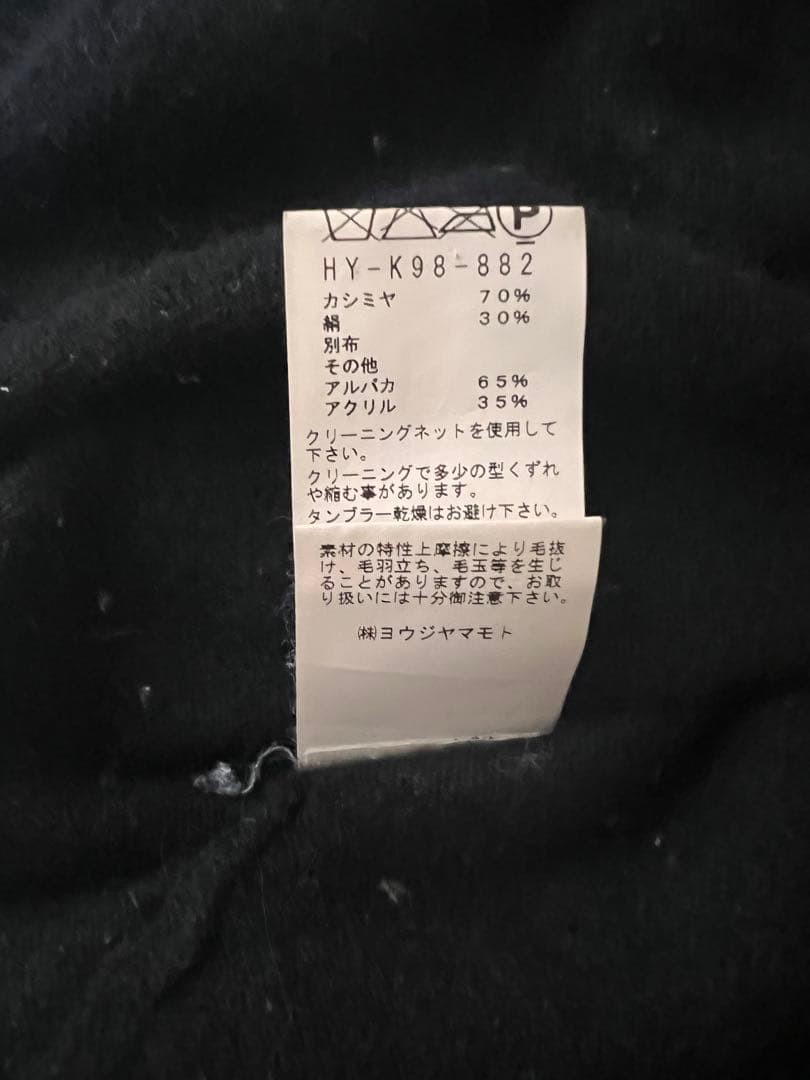 P
HY-K98-882
カシミヤ 70%
絹 30%
別布
その他
アルパカ 65%
アクリル 35%
クリーニングネットを使用して
下さい。
クリーニングで多少の型くずれ
や縮む事があります。
タンブラー乾燥はお避け下さい。
素材の特性上摩擦により毛抜
け、毛羽立ち、毛玉等を生じ
ることがありますので、お取
り扱いには十分御注意下さい。
㈱ヨウジヤマモト